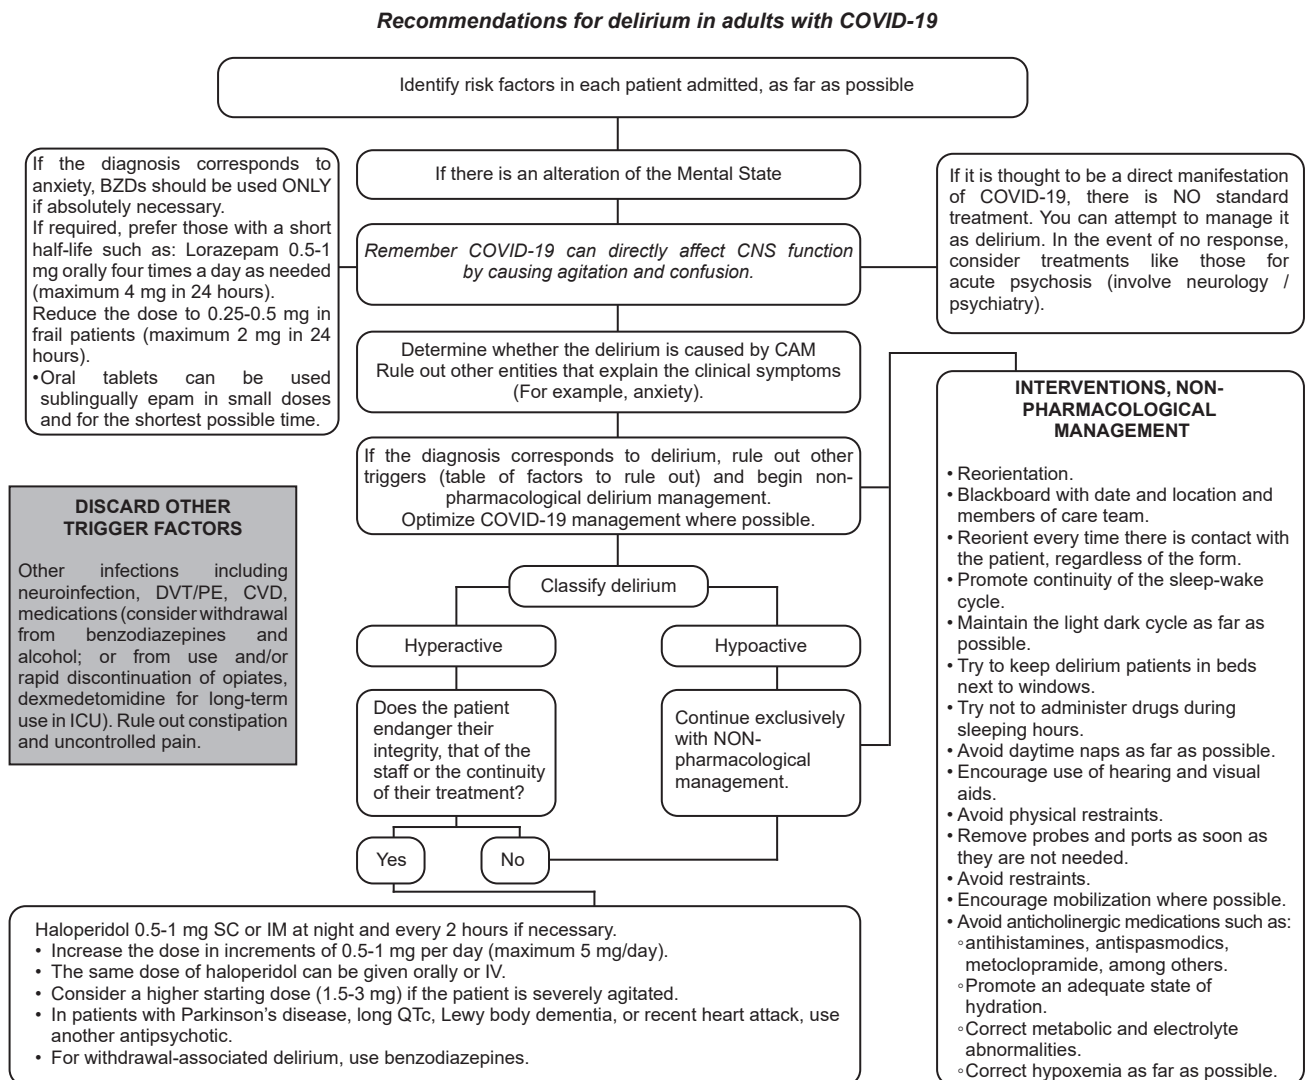 Recommendations for delirium in adults with COVID-19
Identify risk factors in each patient admitted, as far as possible
If the diagnosis corresponds to
anxiety, BZDs should be used ONLY
if absolutely necessary.
If required, prefer those with a short
half-life such as: Lorazepam 0.5-1
mg orally four times a day as needed
(maximum 4 mg in 24 hours).
Reduce the dose to 0.25-0.5 mg in
frail patients (maximum 2 mg in 24
hours).
•Oral tablets can be used
sublingually epam in small doses
and for the shortest possible time.
If there is an alteration of the Mental State
Remember COVID-19 can directly affect CNS function
by causing agitation and confusion.
If it is thought to be a direct manifestation
of COVID-19, there is NO standard
treatment. You can attempt to manage it
as delirium. In the event of no response,
consider treatments like those for
acute psychosis (involve neurology /
psychiatry).
Determine whether the delirium is caused by CAM
Rule out other entities that explain the clinical symptoms
(For example, anxiety).
If the diagnosis corresponds to delirium, rule out other
triggers (table of factors to rule out) and begin non-
pharmacological delirium management.
Optimize COVID-19 management where possible.
DISCARD OTHER
TRIGGER FACTORS
Other infections including
neuroinfection, DVT/PE, CVD,
medications (consider withdrawal
from benzodiazepines and
alcohol; or from use and/or
rapid discontinuation of opiates,
dexmedetomidine for long-term
use in ICU). Rule out constipation
and uncontrolled pain.
Classify delirium
Hyperactive
Hypoactive
Does the patient
endanger their
integrity, that of the
staff or the continuity
of their treatment?
Continue exclusively
with NON-
pharmacological
management.
Yes
No
INTERVENTIONS, NON-
PHARMACOLOGICAL
MANAGEMENT
• Reorientation.
• Blackboard with date and location and
members of care team.
• Reorient every time there is contact with
the patient, regardless of the form.
• Promote continuity of the sleep-wake
cycle.
• Maintain the light dark cycle as far as
possible.
• Try to keep delirium patients in beds
next to windows.
• Try not to administer drugs during
sleeping hours.
• Avoid daytime naps as far as possible.
• Encourage use of hearing and visual
aids.
• Avoid physical restraints.
• Remove probes and ports as soon as
they are not needed.
• Avoid restraints.
• Encourage mobilization where possible.
• Avoid anticholinergic medications such as:
◦antihistamines, antispasmodics,
metoclopramide, among others.
◦Promote an adequate state of
hydration.
◦Correct metabolic and electrolyte
abnormalities.
◦Correct hypoxemia as far as possible.
Haloperidol 0.5-1 mg SC or IM at night and every 2 hours if necessary.
• Increase the dose in increments of 0.5-1 mg per day (maximum 5 mg/day).
• The same dose of haloperidol can be given orally or IV.
• Consider a higher starting dose (1.5-3 mg) if the patient is severely agitated.
• In patients with Parkinson's disease, long QTc, Lewy body dementia, or recent heart attack, use
another antipsychotic.
• For withdrawal-associated delirium, use benzodiazepines.